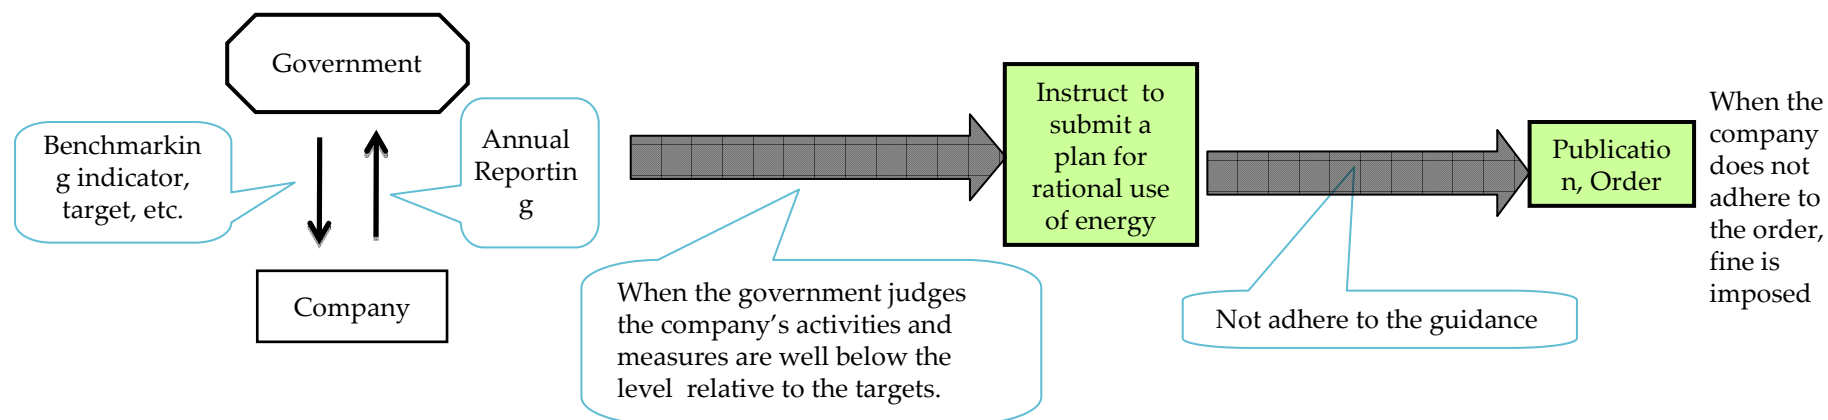 Government
Benchmarkin
g indicator,
target, etc.
Annual
Reportin
g
Company
When the government judges
the company’s activities and
measures are well below the
level relative to the targets.
Instruct to
submit a
plan for
rational use
of energy
Not adhere to the guidance
Publicatio
n, Order
When the
company
does not
adhere to
the order,
fine is
imposed